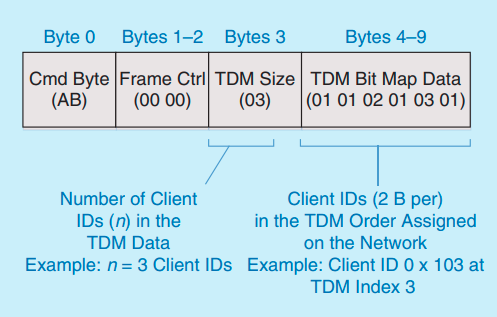 Byte 0 Bytes 1–2 Bytes 3 Bytes 4–9
Cmd Byte Frame Ctrl TDM Size TDM Bit Map Data
(AB) (00 00) (03) (01 01 02 01 03 01)
Number of Client
IDs (n) in the
TDM Data
Example: n = 3 Client IDs
Client IDs (2 B per)
in the TDM Order Assigned
on the Network
Example: Client ID 0 x 103 at
TDM Index 3